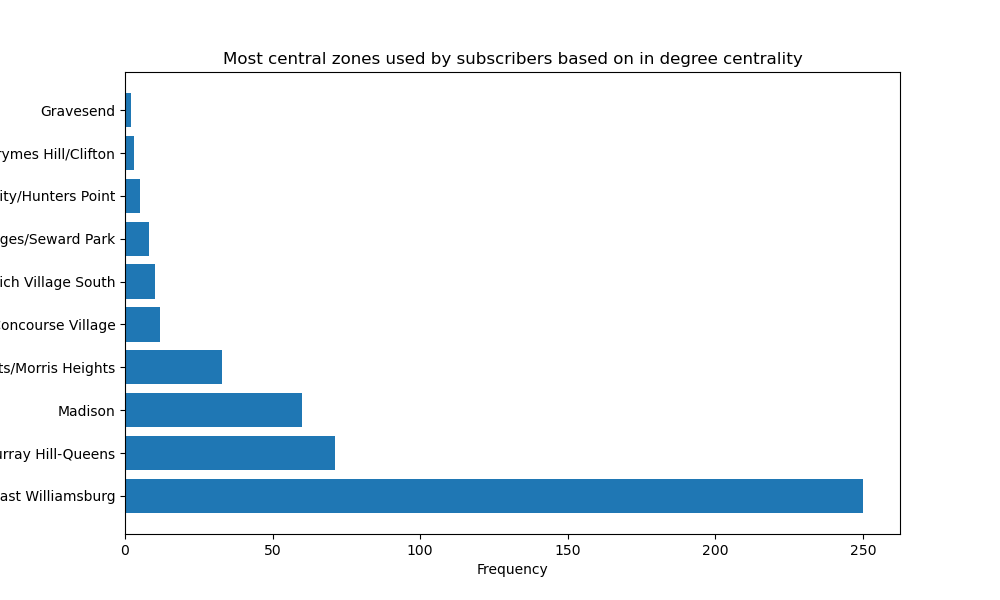 Most central zones used by subscribers based on in degree centrality
Gravesend
rymes Hill/Clifton
ity/Hunters Point
ges/Seward Park
ich Village South
Concourse Village
ts/Morris Heights
Madison
urray Hill-Queens
ast Williamsburg
0 50 100 150 200 250
Frequency